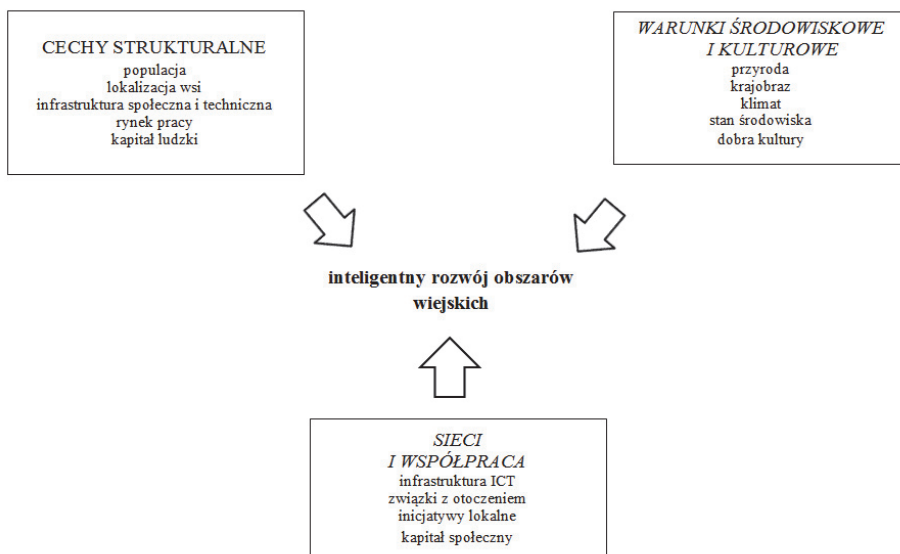 CECHY STRUKTURALNE
populacja
lokalizacja wsi
infrastruktura społeczna i techniczna
rynek pracy
kapitał ludzki
WARUNKI ŚRODOWISKOWE
I KULTUROWE
przyroda
krajobraz
klimat
stan środowiska
dobra kultury
inteligentny rozwój obszarów
wiejskich
SIECI
I WSPÓŁPRACA
infrastruktura ICT
związki z otoczeniem
inicjatywy lokalne
kapitał społeczny